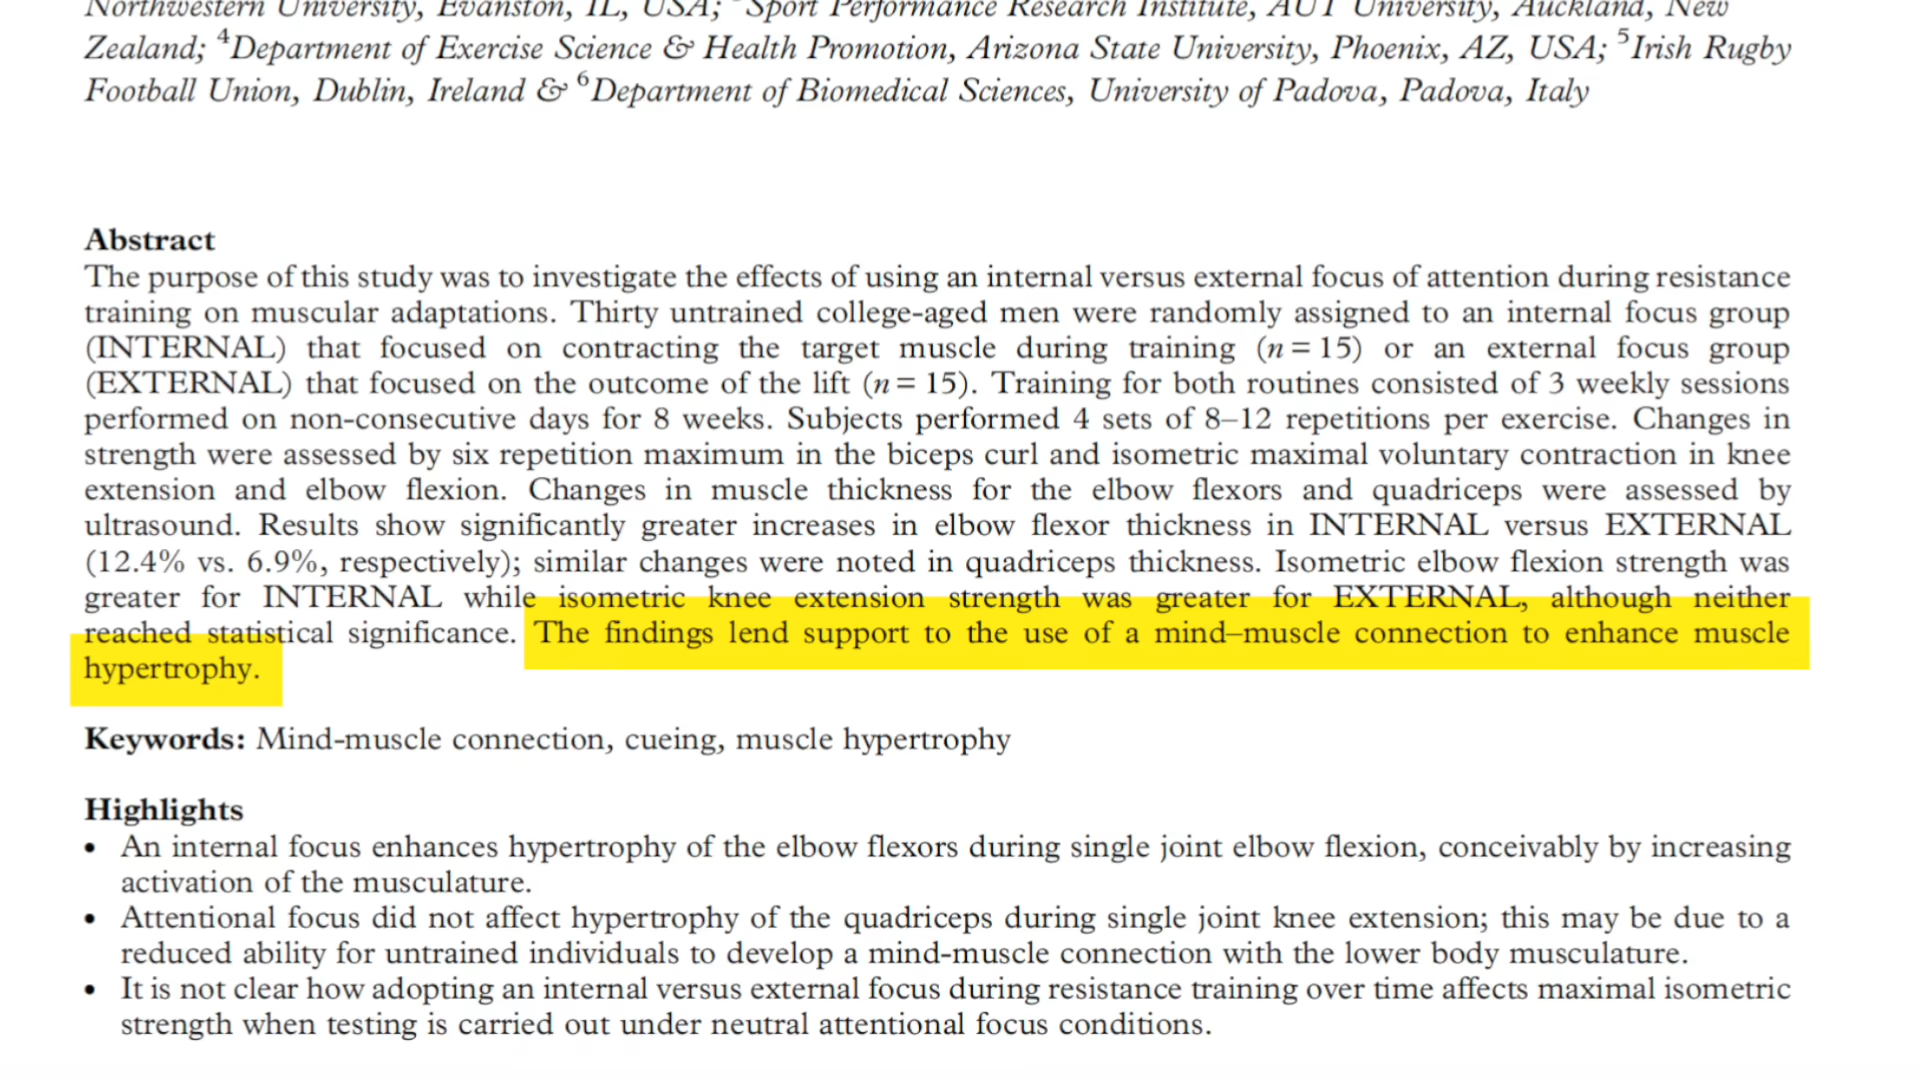 Northwestern University, Evanston, IL, USA; Sport Performance Research Institute, AUT University, Auckland, New
Zealand; ⁴Department of Exercise Science & Health Promotion, Arizona State University, Phoenix, AZ, USA; ⁵Irish Rugby
Football Union, Dublin, Ireland & ⁶Department of Biomedical Sciences, University of Padova, Padova, Italy
Abstract
The purpose of this study was to investigate the effects of using an internal versus external focus of attention during resistance
training on muscular adaptations. Thirty untrained college-aged men were randomly assigned to an internal focus group
(INTERNAL) that focused on contracting the target muscle during training (n = 15) or an external focus group
(EXTERNAL) that focused on the outcome of the lift (n = 15). Training for both routines consisted of 3 weekly sessions
performed on non-consecutive days for 8 weeks. Subjects performed 4 sets of 8–12 repetitions per exercise. Changes in
strength were assessed by six repetition maximum in the biceps curl and isometric maximal voluntary contraction in knee
extension and elbow flexion. Changes in muscle thickness for the elbow flexors and quadriceps were assessed by
ultrasound. Results show significantly greater increases in elbow flexor thickness in INTERNAL versus EXTERNAL
(12.4% vs. 6.9%, respectively); similar changes were noted in quadriceps thickness. Isometric elbow flexion strength was
greater for INTERNAL while isometric knee extension strength was greater for EXTERNAL, although neither
reached statistical significance. The findings lend support to the use of a mind–muscle connection to enhance muscle
hypertrophy.
Keywords: Mind-muscle connection, cueing, muscle hypertrophy
Highlights
• An internal focus enhances hypertrophy of the elbow flexors during single joint elbow flexion, conceivably by increasing
activation of the musculature.
• Attentional focus did not affect hypertrophy of the quadriceps during single joint knee extension; this may be due to a
reduced ability for untrained individuals to develop a mind-muscle connection with the lower body musculature.
• It is not clear how adopting an internal versus external focus during resistance training over time affects maximal isometric
strength when testing is carried out under neutral attentional focus conditions.